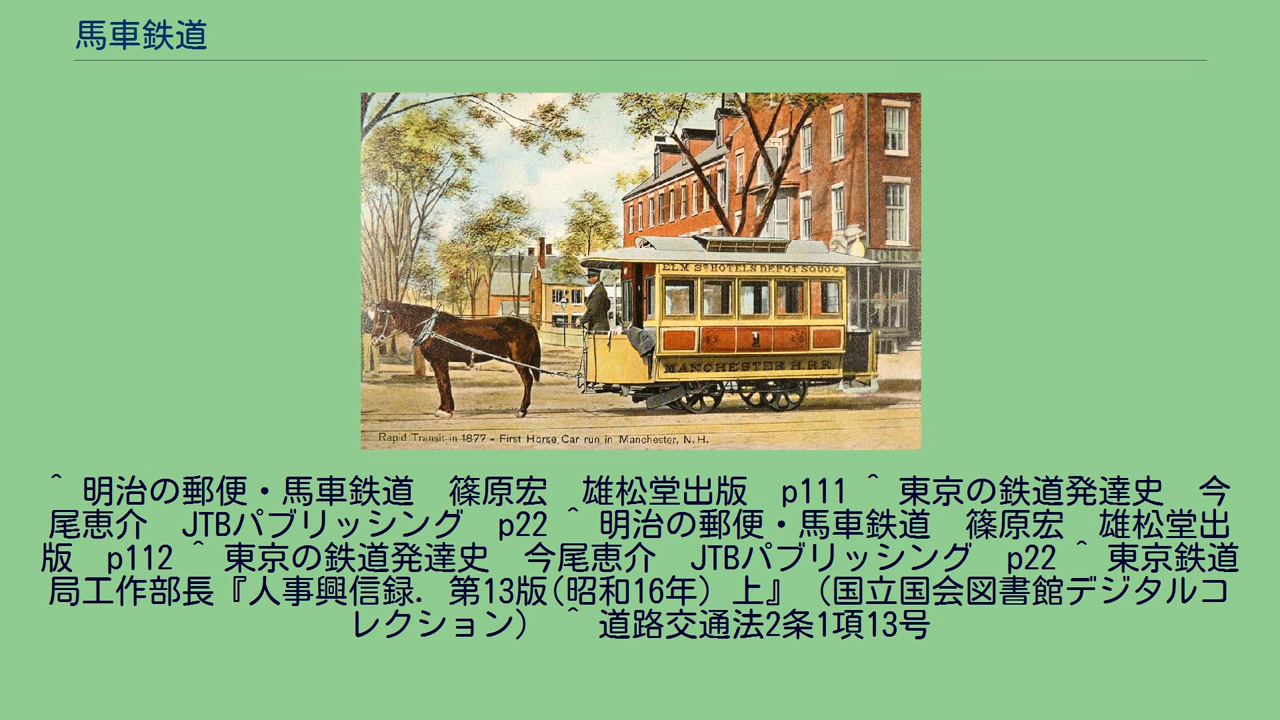 馬車鉄道
ELM ST HOTELS DEPOT SQUO
MANCHESTER H.R.R.
Rapid Transit in 1877 - First Horse Car run in Manchester, N.H.
^ 明治の郵便・馬車鉄道　篠原宏　雄松堂出版　p111 ^ 東京の鉄道発達史　今
尾恵介　JTBパブリッシング　p22 ^ 明治の郵便・馬車鉄道　篠原宏　雄松堂出
版　p112 ^ 東京の鉄道発達史　今尾恵介　JTBパブリッシング　p22 ^ 東京鉄道
局工作部長『人事興信録. 第13版(昭和16年) 上』（国立国会図書館デジタルコ
レクション） ^ 道路交通法2条1項13号